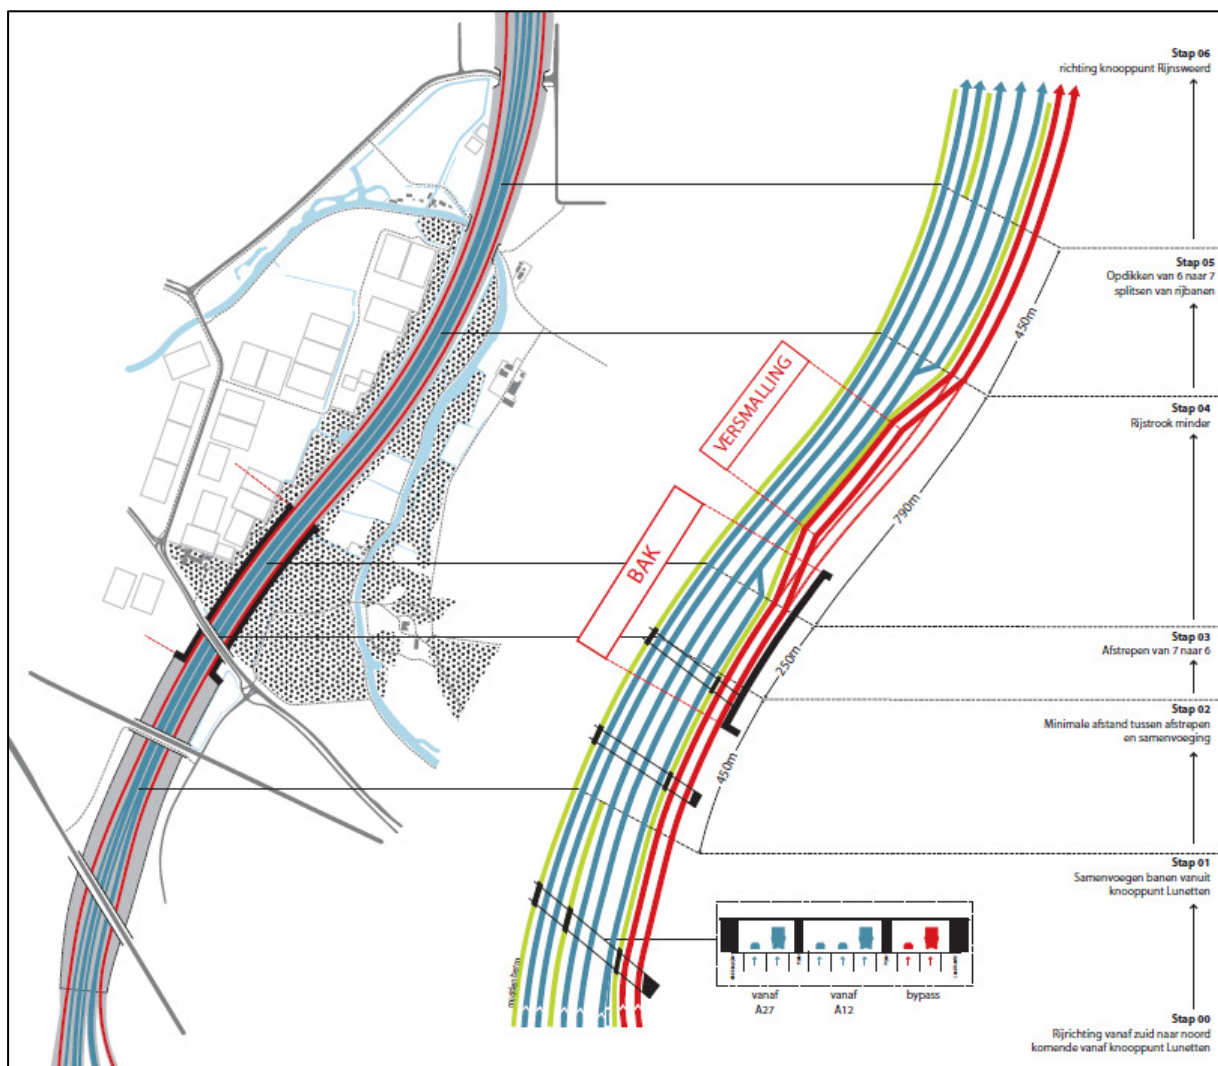 Stap 06
richting knooppunt Rijnsweerd
Stap 05
Opdikken van 6 naar 7
splitsen van rijbanen
450m
VERSMALLING
Stap 04
Rijstrook minder
790m
BAK
Stap 03
Afstrepen van 7 naar 6
250m
Stap 02
Minimale afstand tussen afstrepen
en samenvoeging
450m
Stap 01
Samenvoegen banen vanuit
knooppunt Lunetten
middenberm
vanaf
A27
vanaf
A12
bypass
Stap 00
Rijrichting vanaf zuid naar noord
komende vanaf knooppunt Lunetten